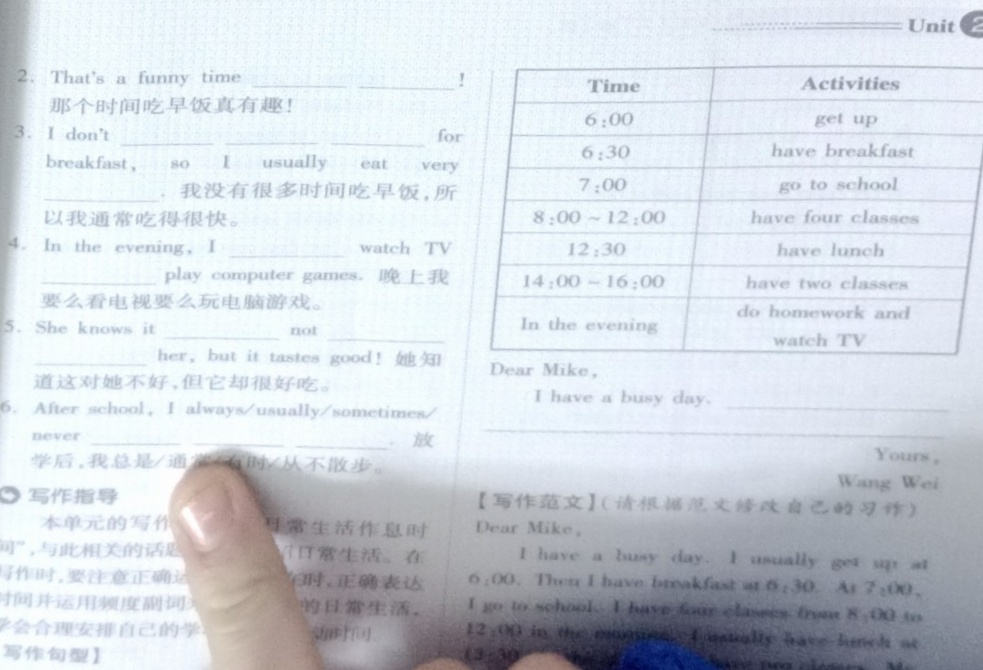 Unit 2
2. That's a funny time ________ ________!
那个时间吃早饭真有趣!
3. I don't ________ ________ ________ for
breakfast, so I usually eat very
________. 我没有很多时间吃早饭,所
以我通常吃得很快。
4. In the evening, I ________ watch TV
________ play computer games. 晚上我
要么看电视要么玩电脑游戏。
5. She knows it ________ not ________
________ her, but it tastes good! 她知
道这对她不好,但它却很好吃。
6. After school, I always/usually/sometimes/
never ________ ________ ________. 放
学后,我总是/通常/有时/从不散步。
写作指导
本单元的写作 日常生活作息时
间",与此相关的话题 日常生活。在
写作时,要注意正确 时,正确表达
时间并运用频度副词 的日常生活,
学会合理安排自己的学 时间
写作句型】
Time Activities
6:00 get up
6:30 have breakfast
7:00 go to school
8:00~12:00 have four classes
12:30 have lunch
14:00~16:00 have two classes
In the evening do homework and
watch TV
Dear Mike,
I have a busy day. ________
Yours,
Wang Wei
【写作范文】(请根据范文修改自己的习作)
Dear Mike,
I have a busy day. I usually get up at
6:00. Then I have breakfast at 6:30. At 7:00,
I go to school. I have four classes from 8:00 to
12:00 in the morning. I usually have lunch at
have two classes.